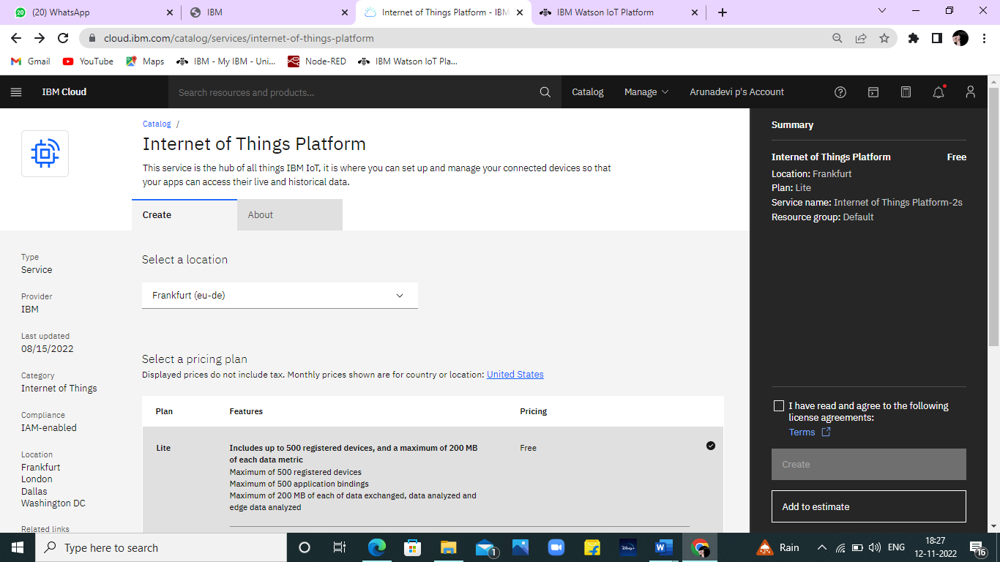 (20) WhatsApp
IBM
Internet of Things Platform - IBM
IBM Watson IoT Platform
cloud.ibm.com/catalog/services/internet-of-things-platform
Gmail
YouTube
Maps
IBM - My IBM - Uni...
Node-RED
IBM Watson IoT Pla...
IBM Cloud
Search resources and products...
Catalog
Manage
Arunadevi p's Account
Catalog /
Internet of Things Platform
This service is the hub of all things IBM IoT, it is where you can set up and manage your connected devices so that
your apps can access their live and historical data.
Create
About
Type
Service
Provider
IBM
Last updated
08/15/2022
Category
Internet of Things
Compliance
IAM-enabled
Location
Frankfurt
London
Dallas
Washington DC
Related links
Select a location
Frankfurt (eu-de)
Select a pricing plan
Displayed prices do not include tax. Monthly prices shown are for country or location: United States
Plan
Features
Pricing
Lite
Includes up to 500 registered devices, and a maximum of 200 MB
of each data metric
Maximum of 500 registered devices
Maximum of 500 application bindings
Maximum of 200 MB of each of data exchanged, data analyzed and
edge data analyzed
Free
Summary
Internet of Things Platform Free
Location: Frankfurt
Plan: Lite
Service name: Internet of Things Platform-2s
Resource group: Default
I have read and agree to the following
license agreements:
Terms
Create
Add to estimate
Type here to search
1
Disney+
Rain
ENG
18:27
12-11-2022
16